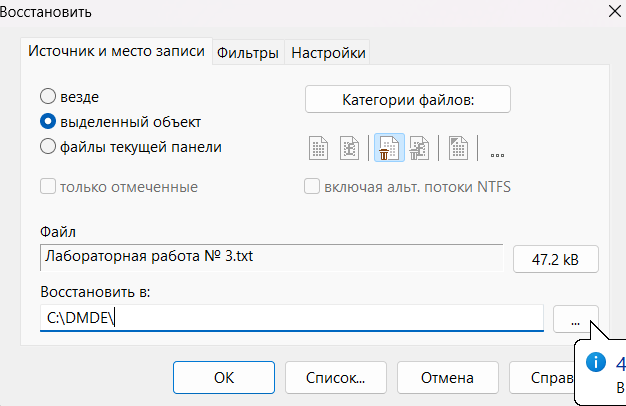 Восстановить
Источник и место записи
Фильтры
Настройки
везде
выделенный объект
файлы текущей панели
Категории файлов:
...
только отмеченные
включая альт. потоки NTFS
Файл
Лабораторная работа № 3.txt
47.2 kB
Восстановить в:
C:\DMDE\
...
OK
Список...
Отмена
Справ
4
В